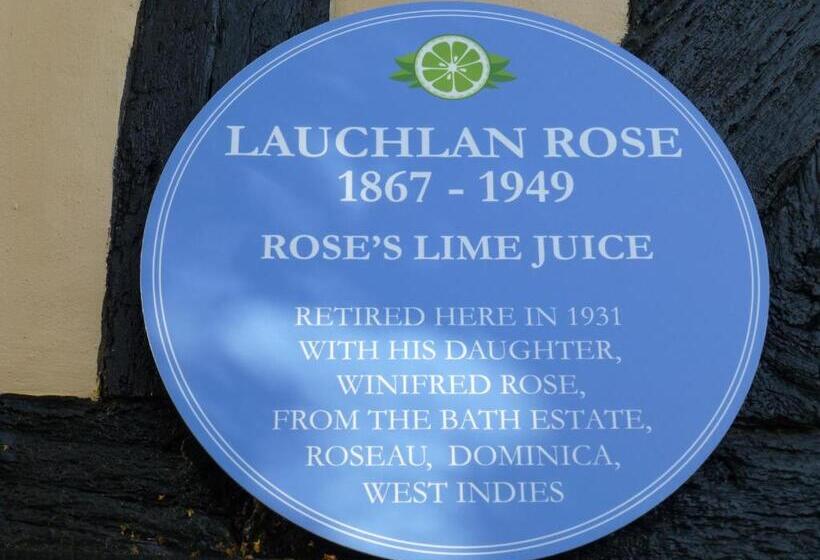 LAUCHLAN ROSE
1867 - 1949
ROSE'S LIME JUICE
RETIRED HERE IN 1931
WITH HIS DAUGHTER,
WINIFRED ROSE,
FROM THE BATH ESTATE,
ROSEAU, DOMINICA,
WEST INDIES